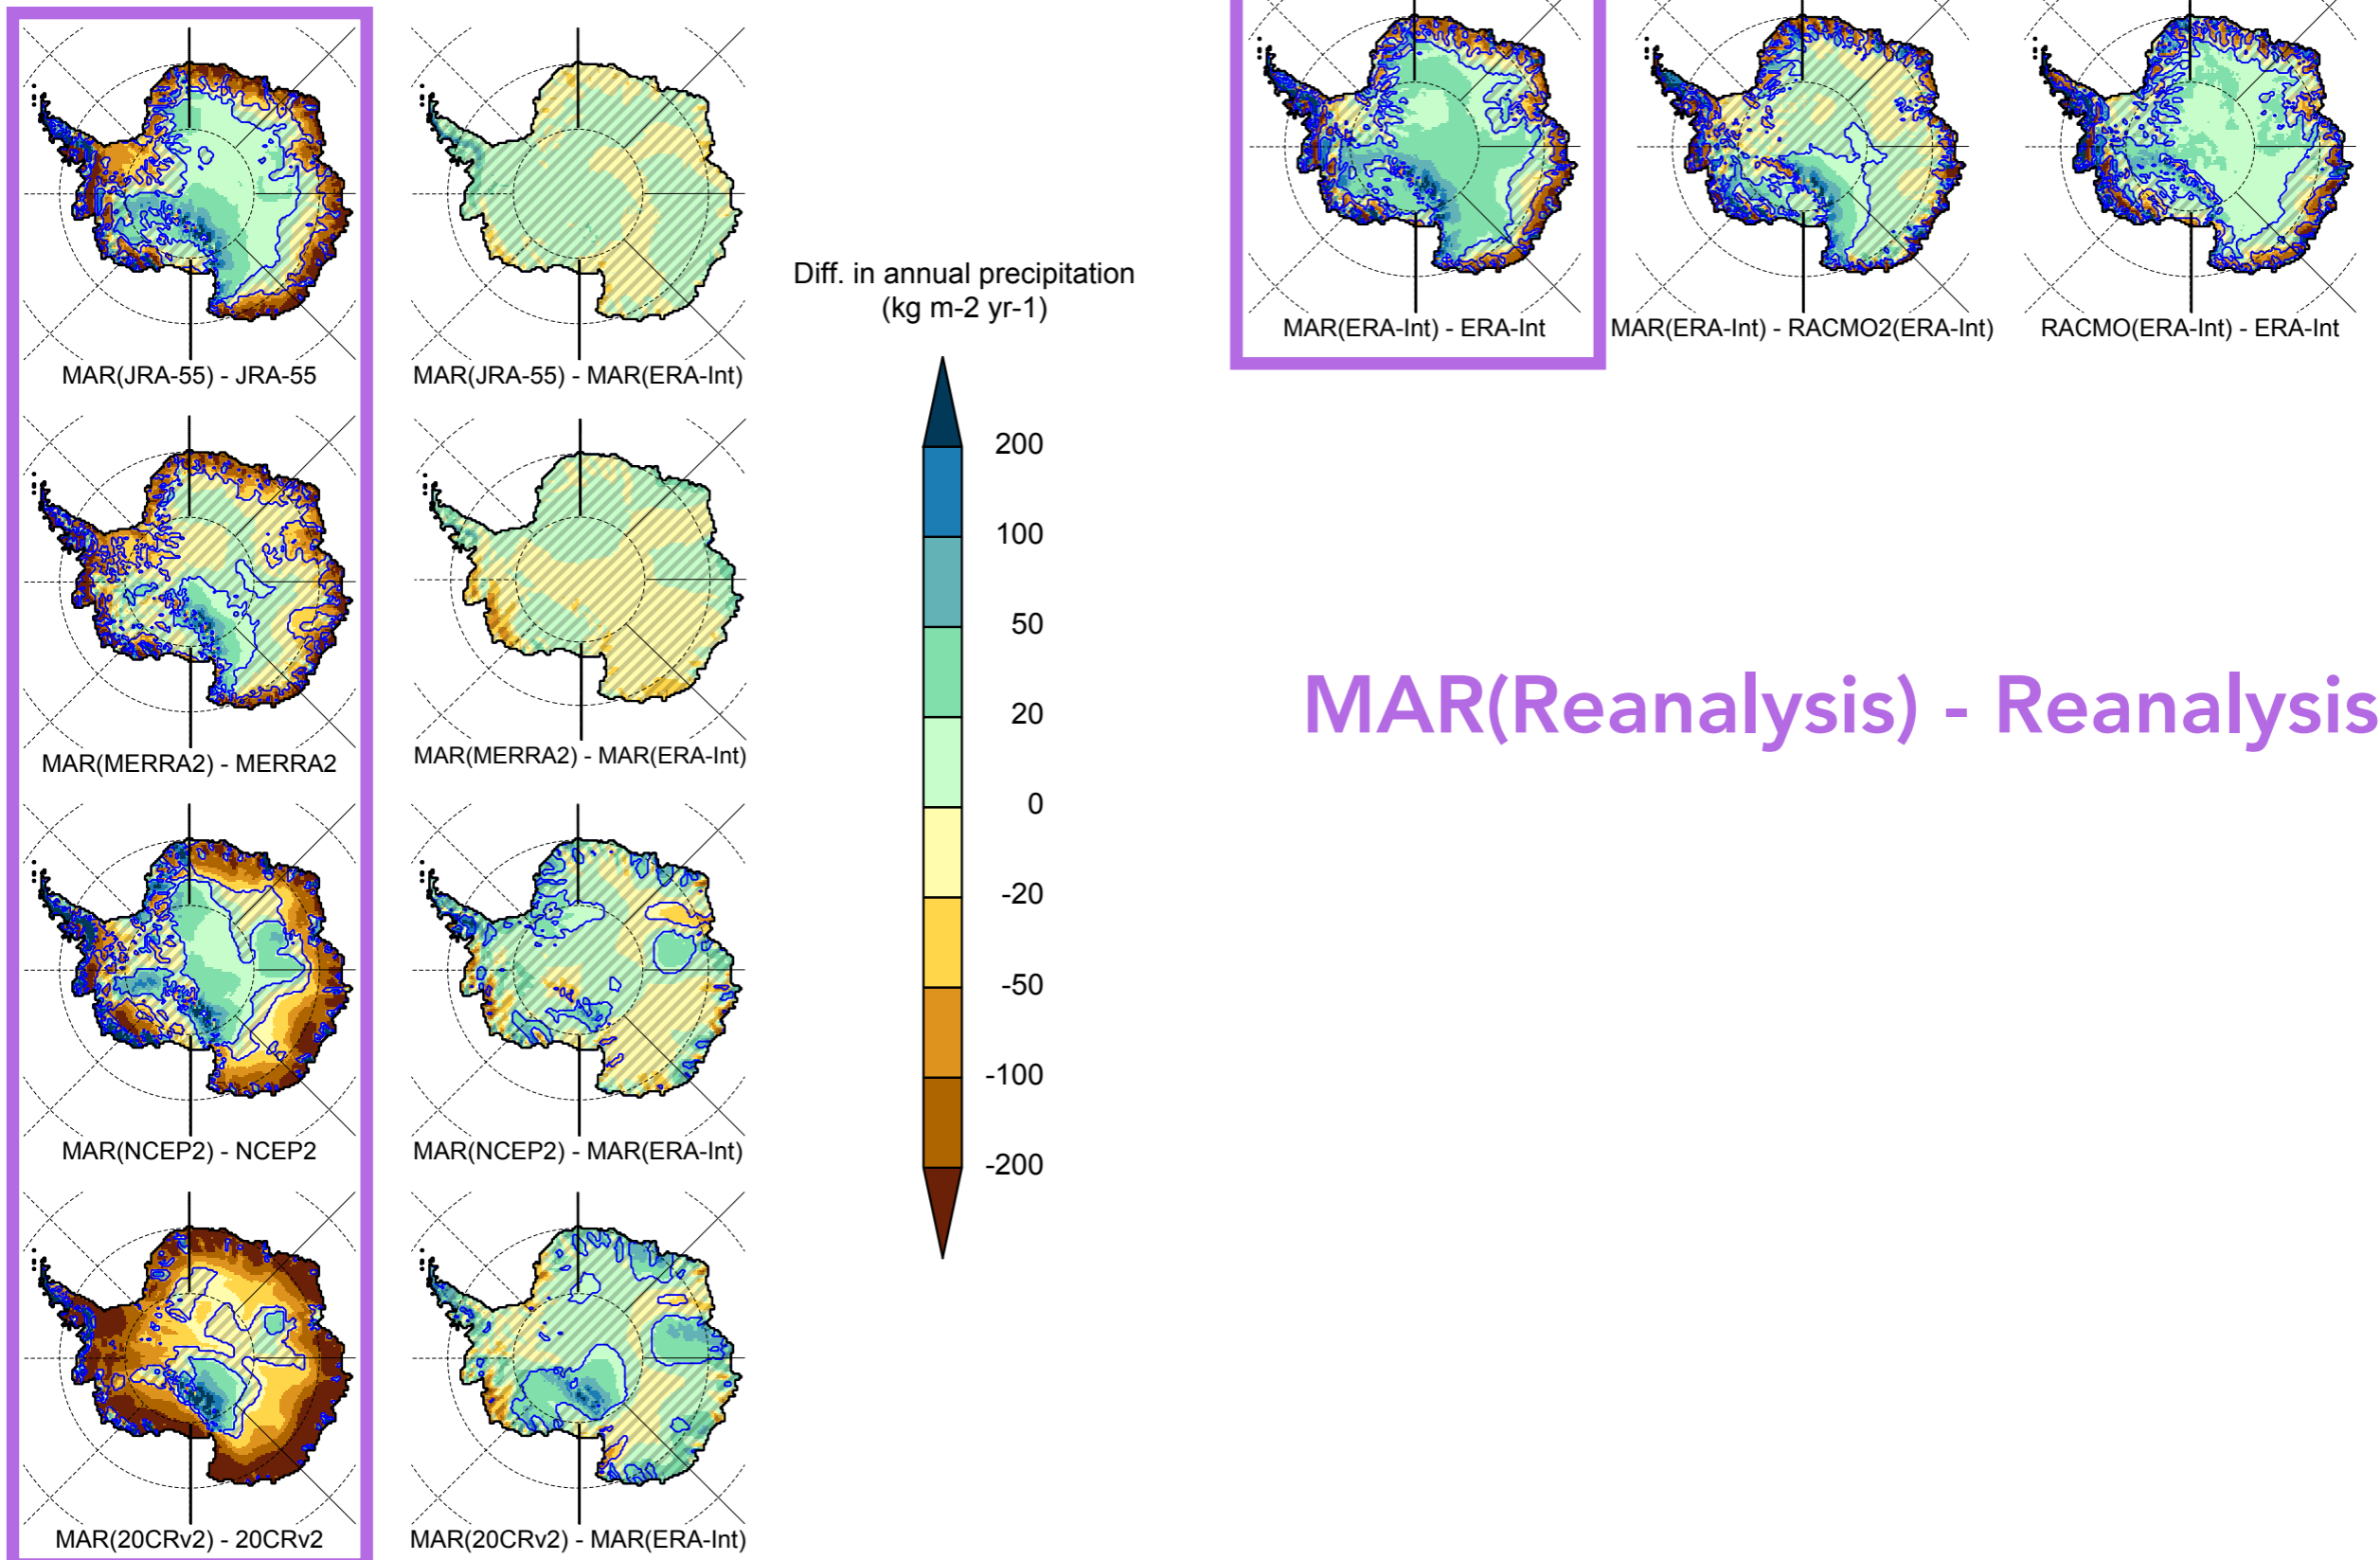 MAR(ERA-Int) - ERA-Int
MAR(ERA-Int) - RACMO2(ERA-Int)
RACMO(ERA-Int) - ERA-Int
MAR(JRA-55) - JRA-55
MAR(JRA-55) - MAR(ERA-Int)
Diff. in annual precipitation
(kg m-2 yr-1)
200
100
50
20
0
-20
-50
-100
-200
MAR(Reanalysis) - Reanalysis
MAR(MERRA2) - MERRA2
MAR(MERRA2) - MAR(ERA-Int)
MAR(NCEP2) - NCEP2
MAR(NCEP2) - MAR(ERA-Int)
MAR(20CRv2) - 20CRv2
MAR(20CRv2) - MAR(ERA-Int)